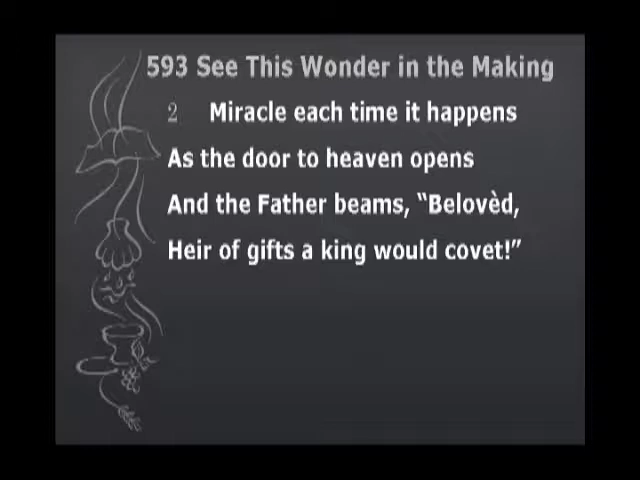 593 See This Wonder in the Making
2 Miracle each time it happens
As the door to heaven opens
And the Father beams, “Belovèd,
Heir of gifts a king would covet!”